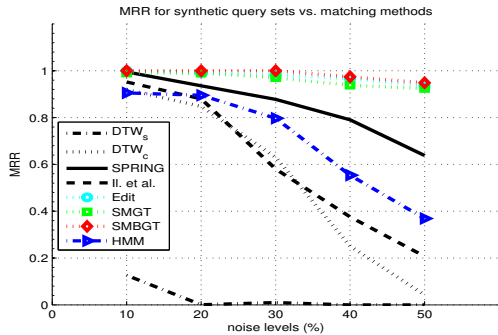 MRR for synthetic query sets vs. matching methods
MRR
1
0.8
0.6
0.4
0.2
0
DTWs
DTWc
SPRING
Il. et al.
Edit
SMGT
SMBGT
HMM
10 20 30 40 50
noise levels (%)